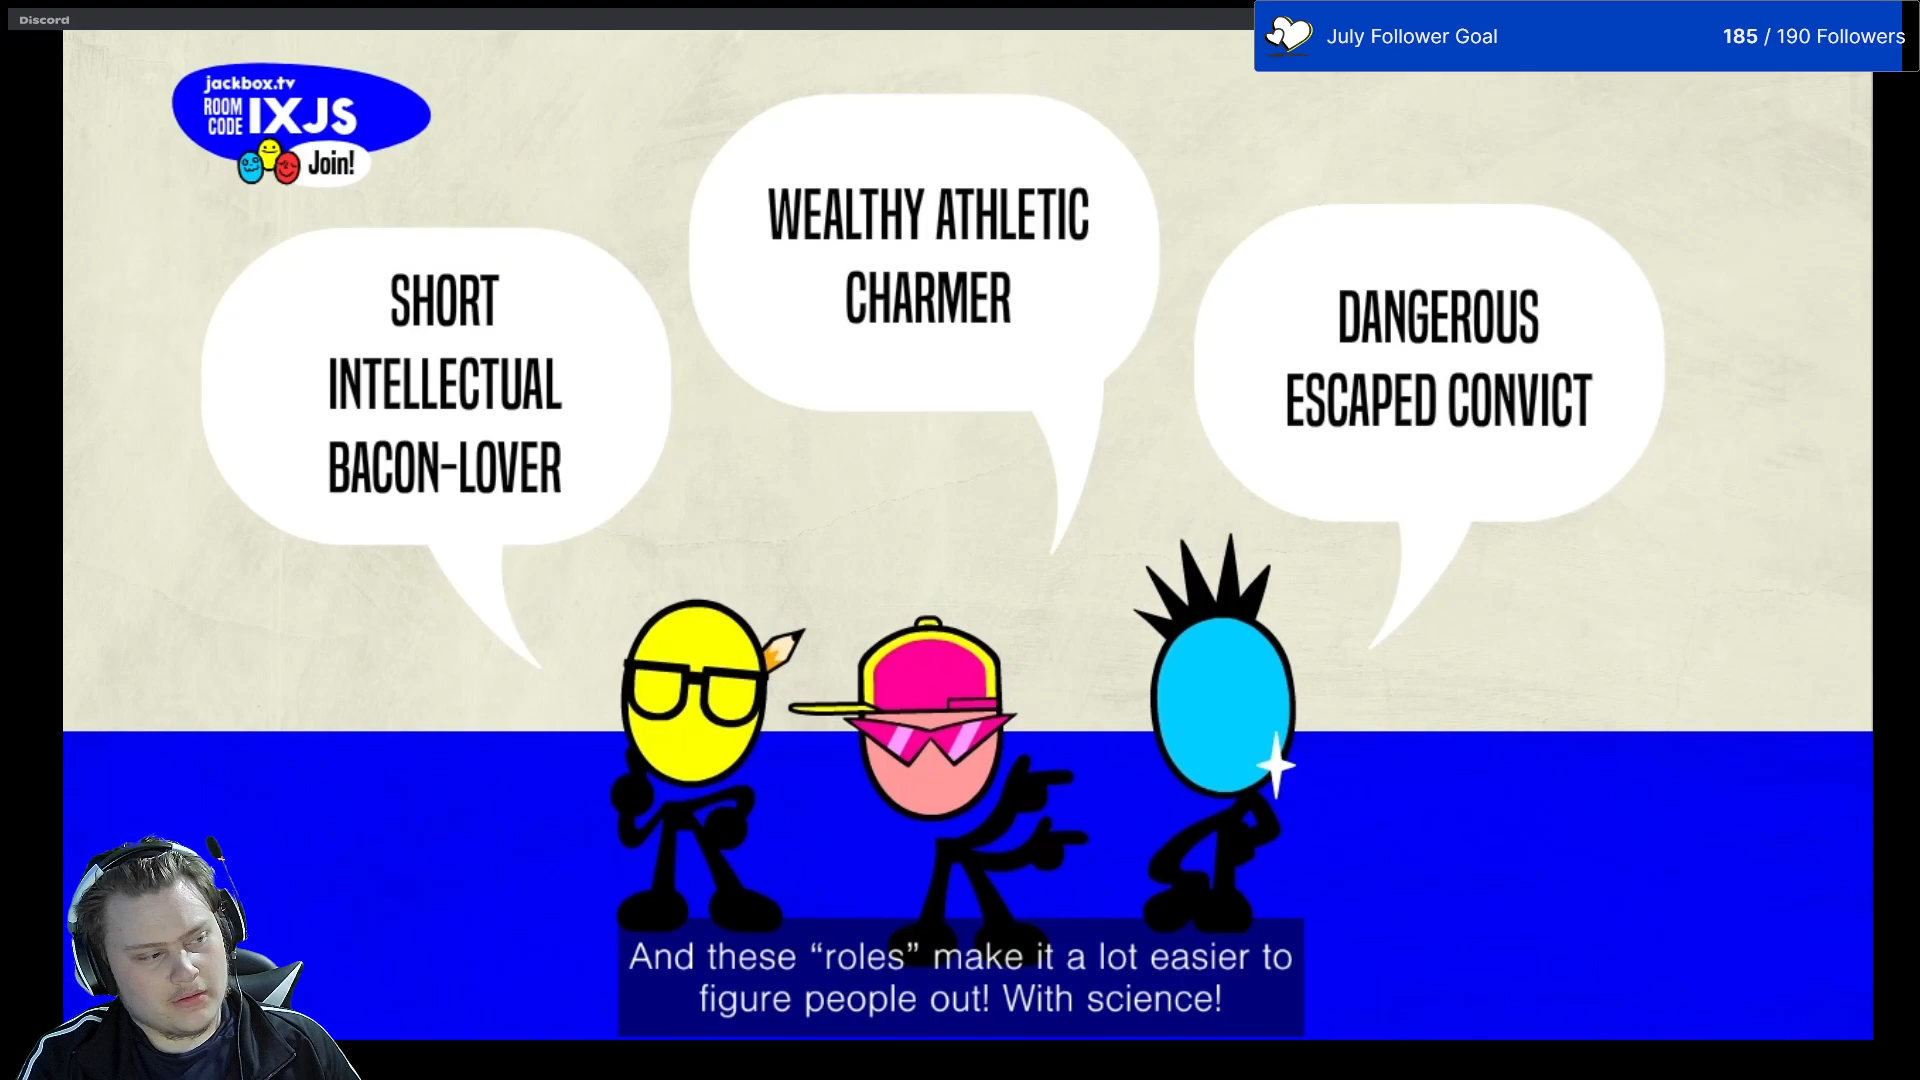 Discord
July Follower Goal
185 / 190 Followers
jackbox.tv
ROOM
CODE
IXJS
Join!
WEALTHY ATHLETIC
CHARMER
SHORT
INTELLECTUAL
BACON-LOVER
DANGEROUS
ESCAPED CONVICT
And these “roles” make it a lot easier to
figure people out! With science!